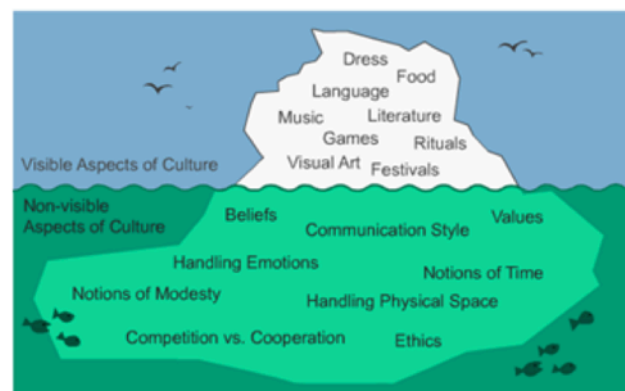 Dress
Food
Language
Music
Literature
Games
Rituals
Visual Art
Festivals
Visible Aspects of Culture
Non-visible
Aspects of Culture
Beliefs
Values
Communication Style
Handling Emotions
Notions of Time
Notions of Modesty
Handling Physical Space
Competition vs. Cooperation
Ethics